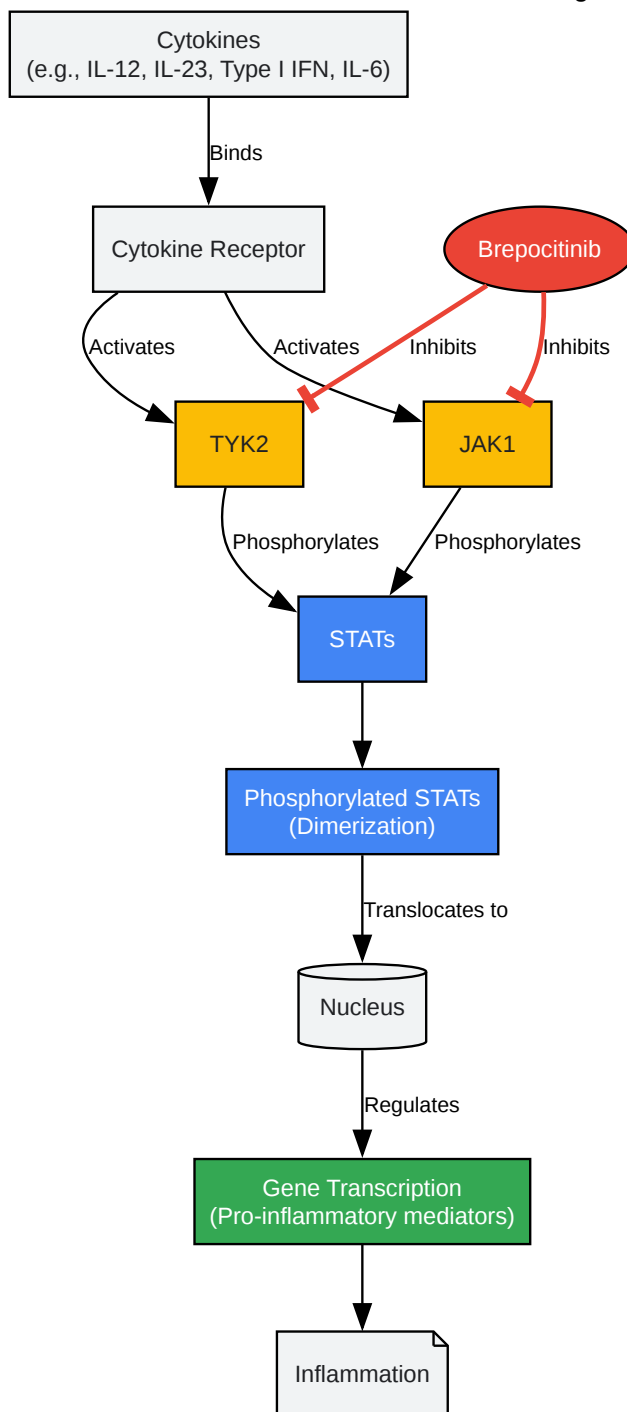 Cytokines
(e.g., IL-12, IL-23, Type I IFN, IL-6)
Binds
Cytokine Receptor
Brepocitinib
Activates
Activates
Inhibits
Inhibits
TYK2
JAK1
Phosphorylates
Phosphorylates
STATs
Phosphorylated STATs
(Dimerization)
Translocates to
Nucleus
Regulates
Gene Transcription
(Pro-inflammatory mediators)
Inflammation